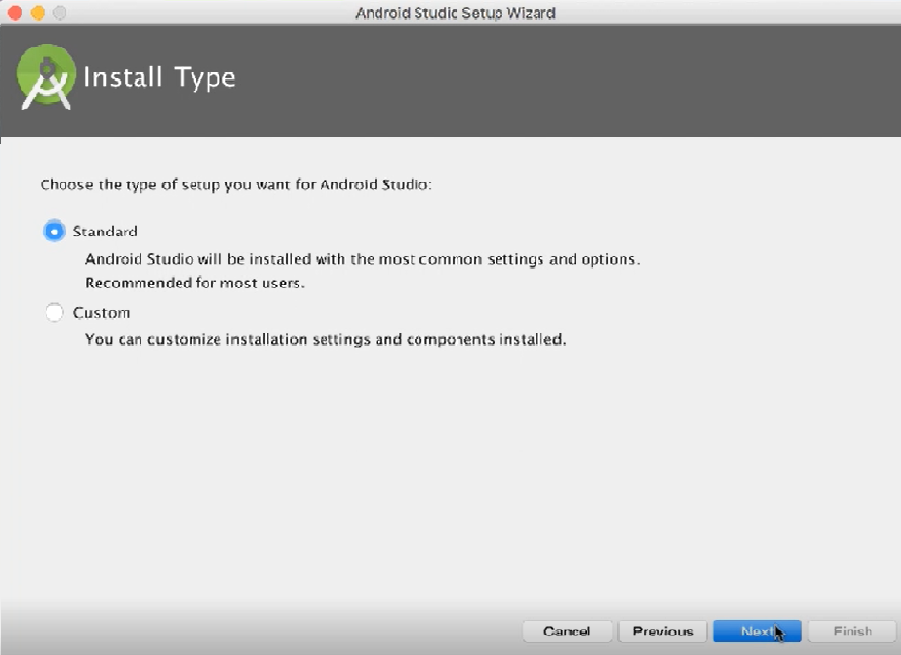 Android Studio Setup Wizard
Install Type
Choose the type of setup you want for Android Studio:
Standard
Android Studio will be installed with the most common settings and options.
Recommended for most users.
Custom
You can customize installation settings and components installed.
Cancel Previous Next Finish